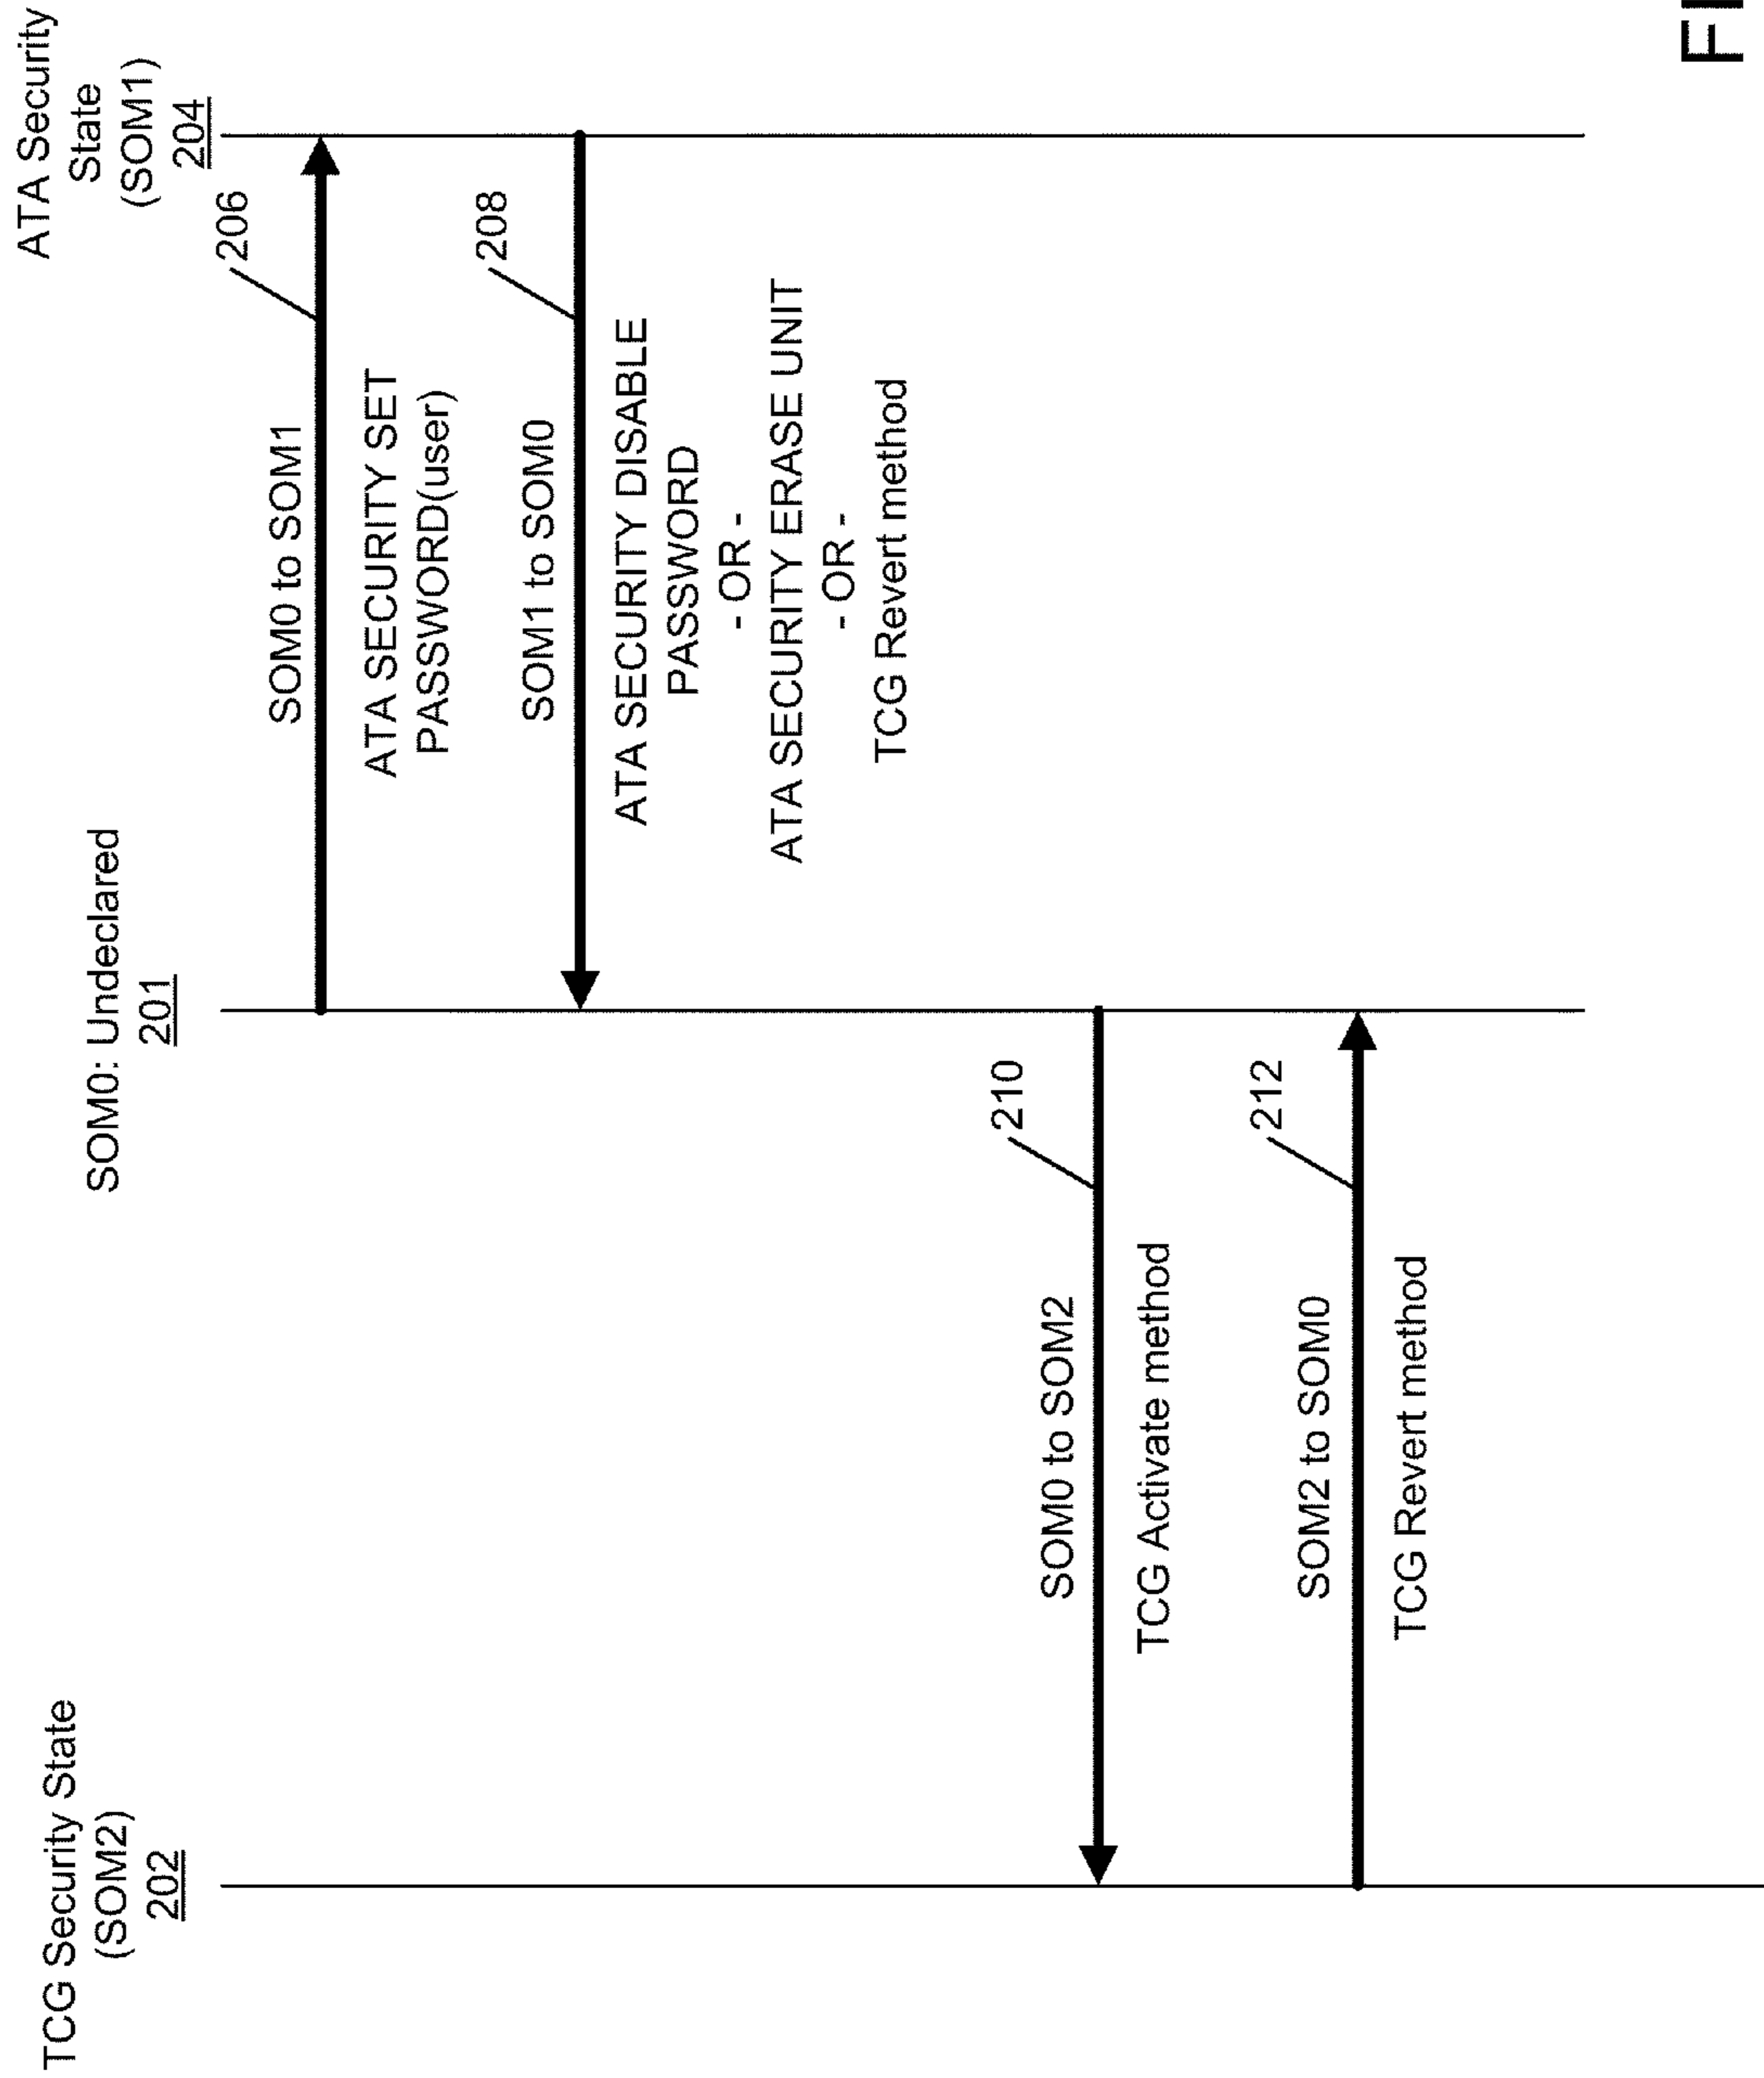 TCG Security State
(SOM2)
202
SOM0: Undeclared
201
ATA Security
State
(SOM1)
204
SOM0 to SOM1
206
ATA SECURITY SET
PASSWORD(user)
SOM1 to SOM0
208
ATA SECURITY DISABLE
PASSWORD
- OR -
ATA SECURITY ERASE UNIT
- OR -
TCG Revert method
SOM0 to SOM2
210
TCG Activate method
SOM2 to SOM0
212
TCG Revert method